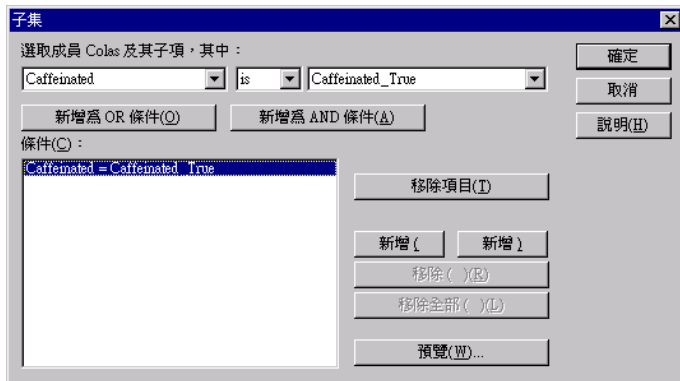 子集
選取成員 Colas 及其子項，其中：
Caffeinated is Caffeinated_True
新增爲 OR 條件(O) 新增爲 AND 條件(A)
條件(C)：
Caffeinated = Caffeinated_True
確定
取消
說明(H)
移除項目(T)
新增 ( 新增 )
移除 ( )(R)
移除全部 ( )(L)
預覽(W)...